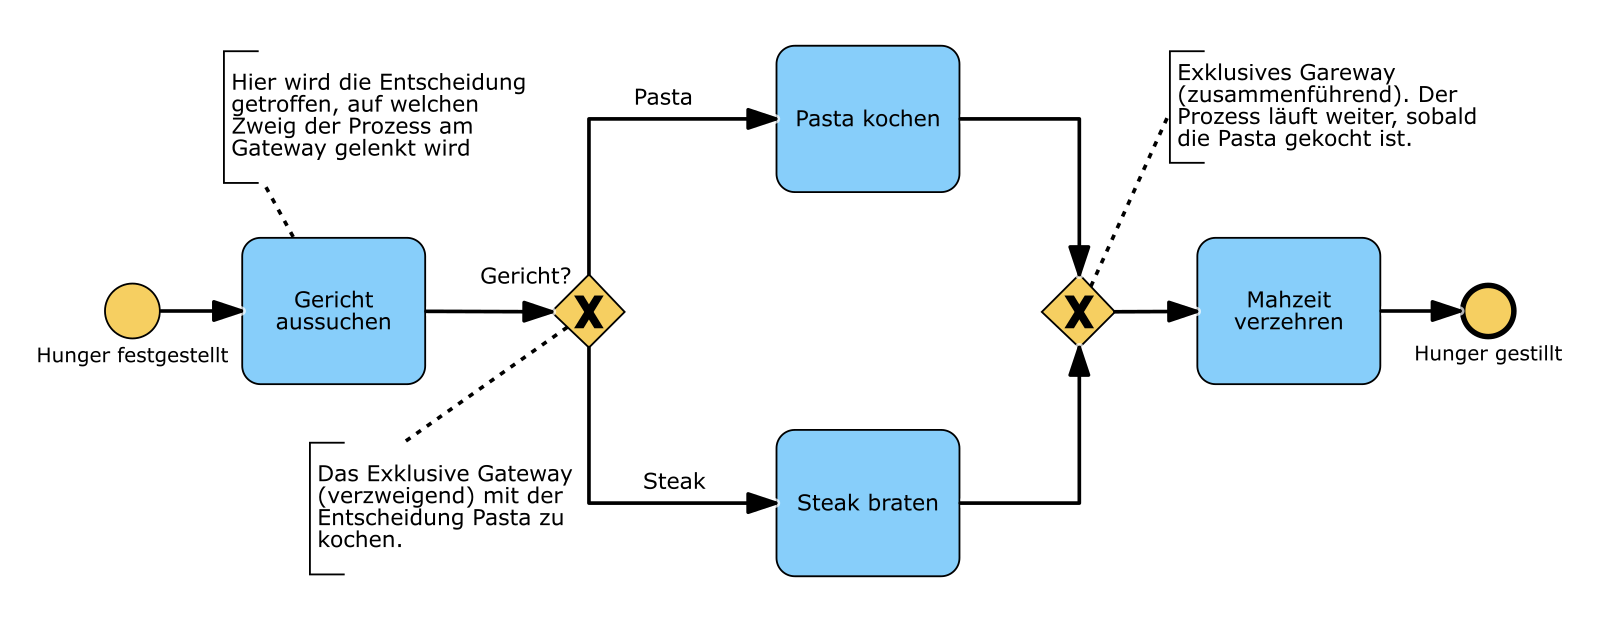 Hier wird die Entscheidung
getroffen, auf welchen
Zweig der Prozess am
Gateway gelenkt wird
Pasta
Pasta kochen
Exklusives Gareway
(zusammenführend). Der
Prozess läuft weiter, sobald
die Pasta gekocht ist.
Hunger festgestellt
Gericht
aussuchen
Gericht?
X
X
Mahzeit
verzehren
Hunger gestillt
Das Exklusive Gateway
(verzweigend) mit der
Entscheidung Pasta zu
kochen.
Steak
Steak braten